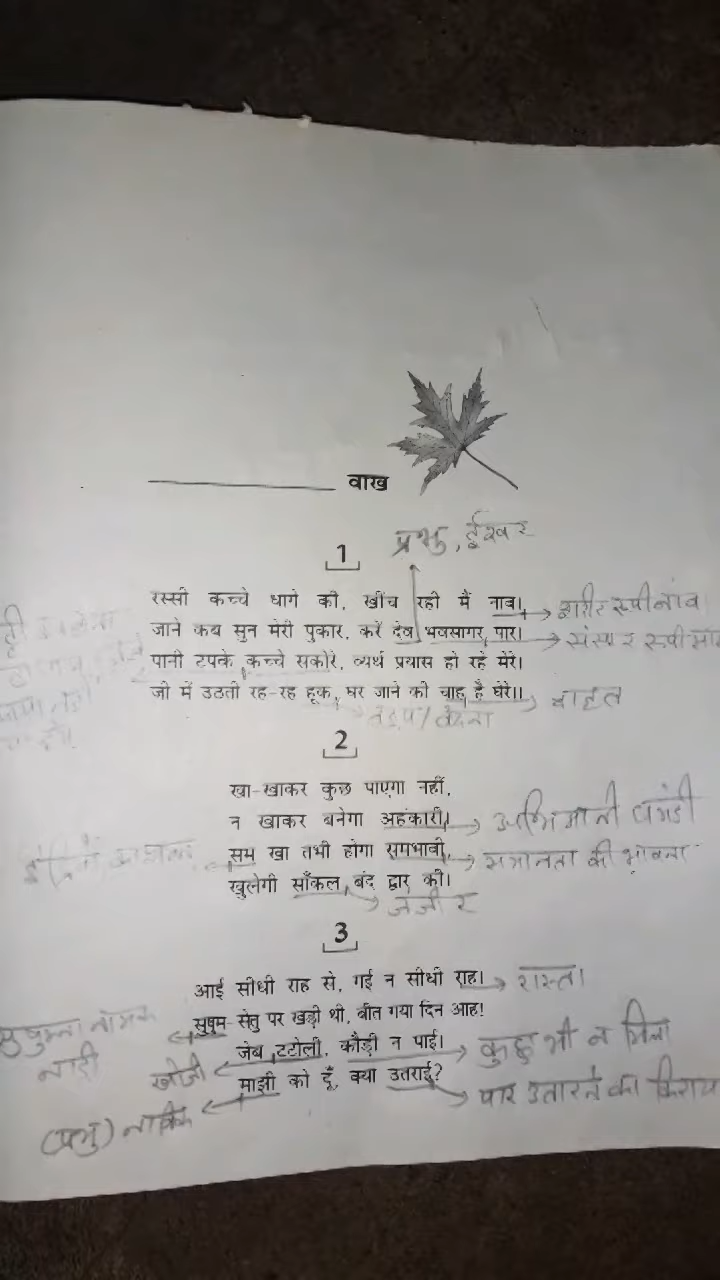 वाख
प्रभु, ईश्वर
1
रस्सी कच्चे धागे की, खींच रही मैं नाव। शरीर रूपी नाव
जाने कब सुन मेरी पुकार, करें देव भवसागर पार। संसार रूपी
पानी टपके कच्चे सकोरे, व्यर्थ प्रयास हो रहे मेरे।
जी में उठती रह-रह हूक, घर जाने की चाह है घेरे।। चाहत
तड़प/वेदना
2
खा-खाकर कुछ पाएगा नहीं,
न खाकर बनेगा अहंकारी। अभिमानी घमंडी
सम खा तभी होगा समभावी, समानता की भावना
खुलेगी साँकल बंद द्वार की।
जंजीर
3
आई सीधी राह से, गई न सीधी राह। रास्ता
सुषुम-सेतु पर खड़ी थी, बीत गया दिन आह!
सुषुम्ना नामक
जेब टटोली, कौड़ी न पाई। कुछ भी न मिला
नाड़ी खोजी
माझी को दूँ, क्या उतराई? पार उतारने का किराया
(प्रभु) नाविक